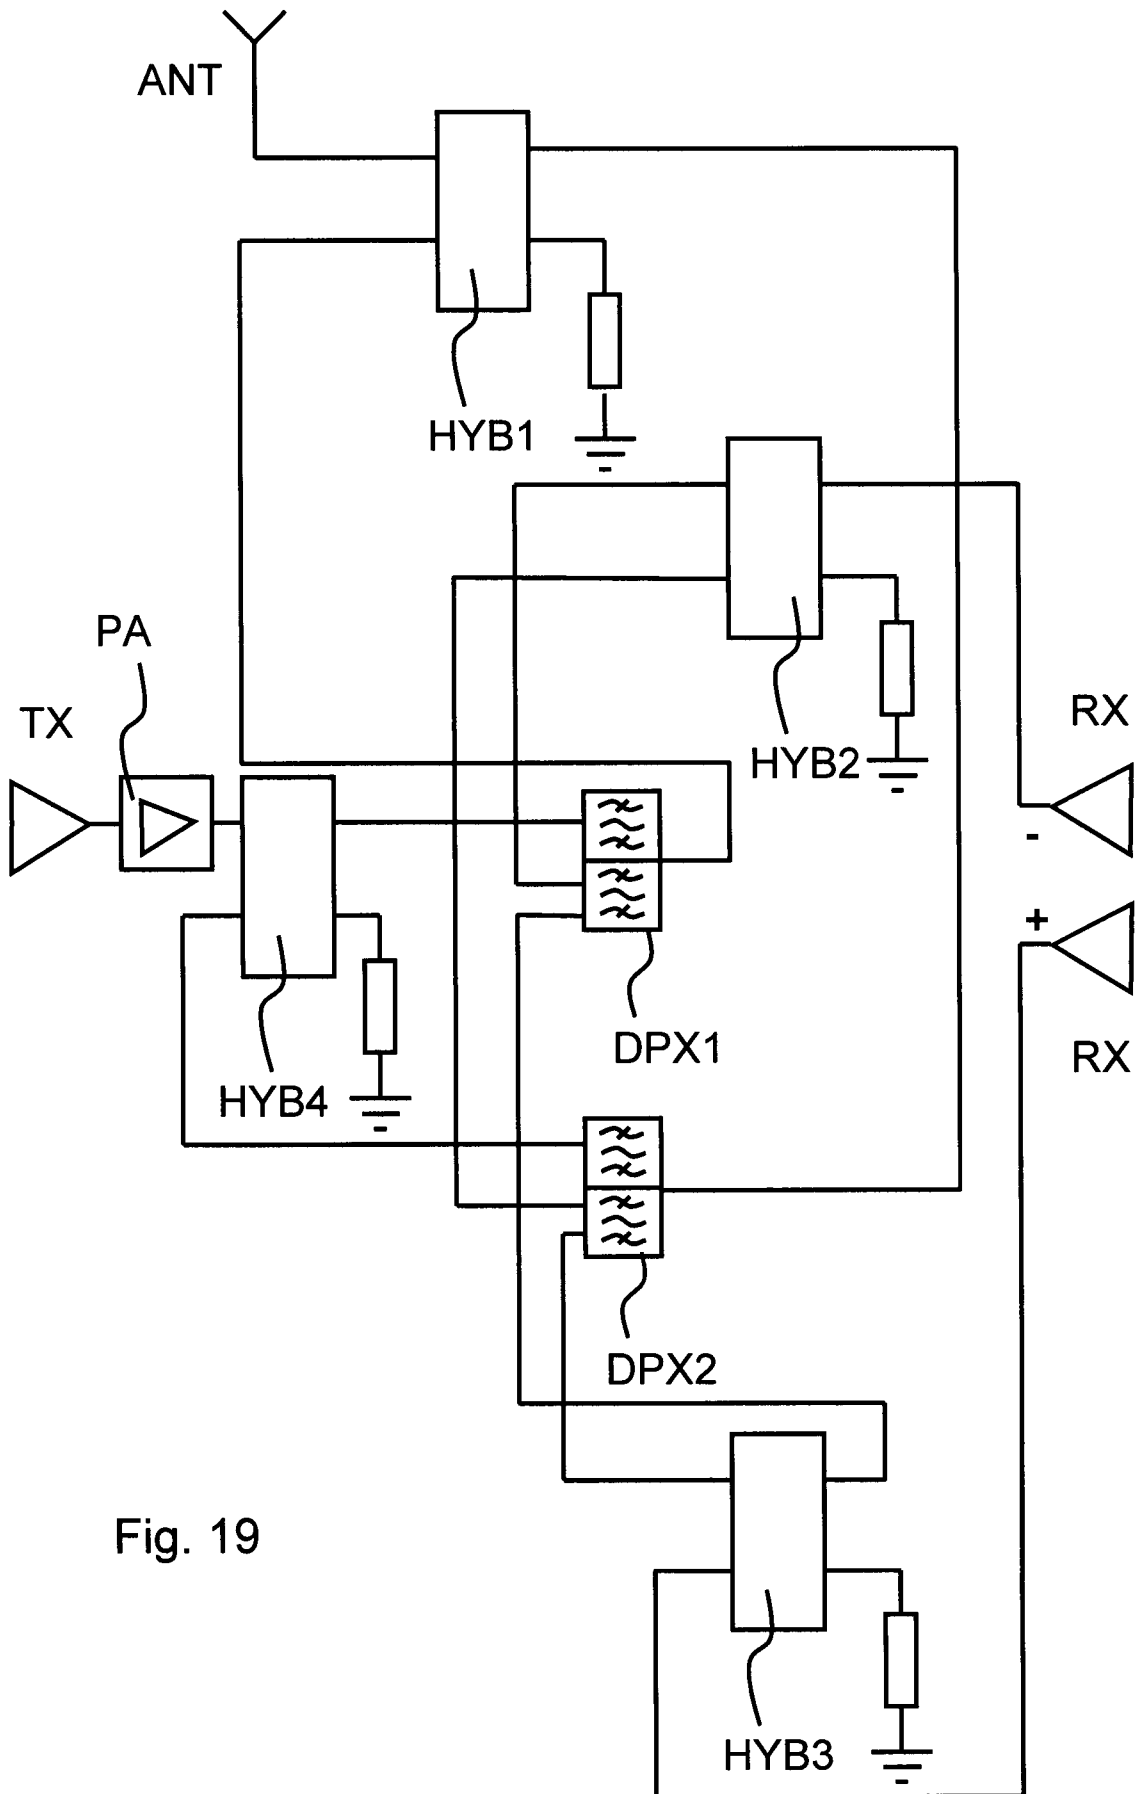 ANT
HYB1
PA
TX
HYB2
RX
-
+
DPX1
RX
HYB4
DPX2
Fig. 19
HYB3